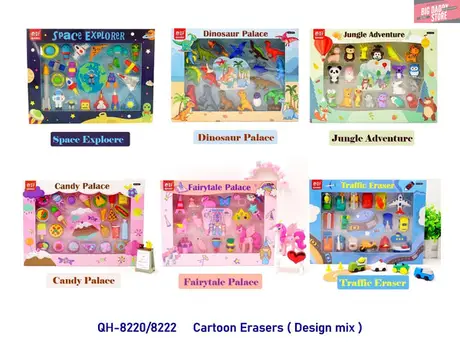 BIG DADDY
STORE
Space Explorer
Dinosaur Palace
Jungle Adventure
Space Exploere
Dinosaur Palace
Jungle Adventure
Candy Palace
Fairytale Palace
Traffic Eraser
Candy Palace
Fairytale Palace
Traffic Eraser
QH-8220/8222 Cartoon Erasers ( Design mix )